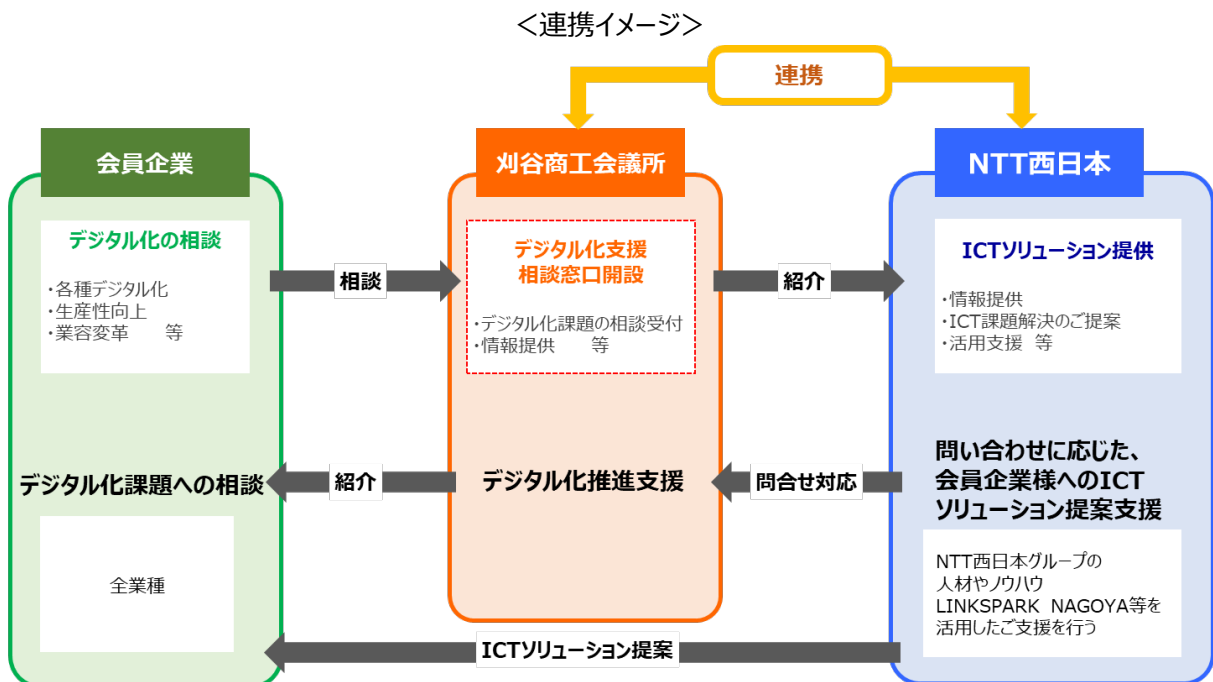 ＜連携イメージ＞
連携
会員企業
デジタル化の相談
・各種デジタル化
・生産性向上
・業容変革　　等
デジタル化課題への相談
全業種
相談
紹介
刈谷商工会議所
デジタル化支援
相談窓口開設
・デジタル化課題の相談受付
・情報提供　　等
デジタル化推進支援
紹介
問合せ対応
NTT西日本
ICTソリューション提供
・情報提供
・ICT課題解決のご提案
・活用支援　等
問い合わせに応じた、
会員企業様へのICT
ソリューション提案支援
NTT西日本グループの
人材やノウハウ
LINKSPARK NAGOYA等を
活用したご支援を行う
ICTソリューション提案